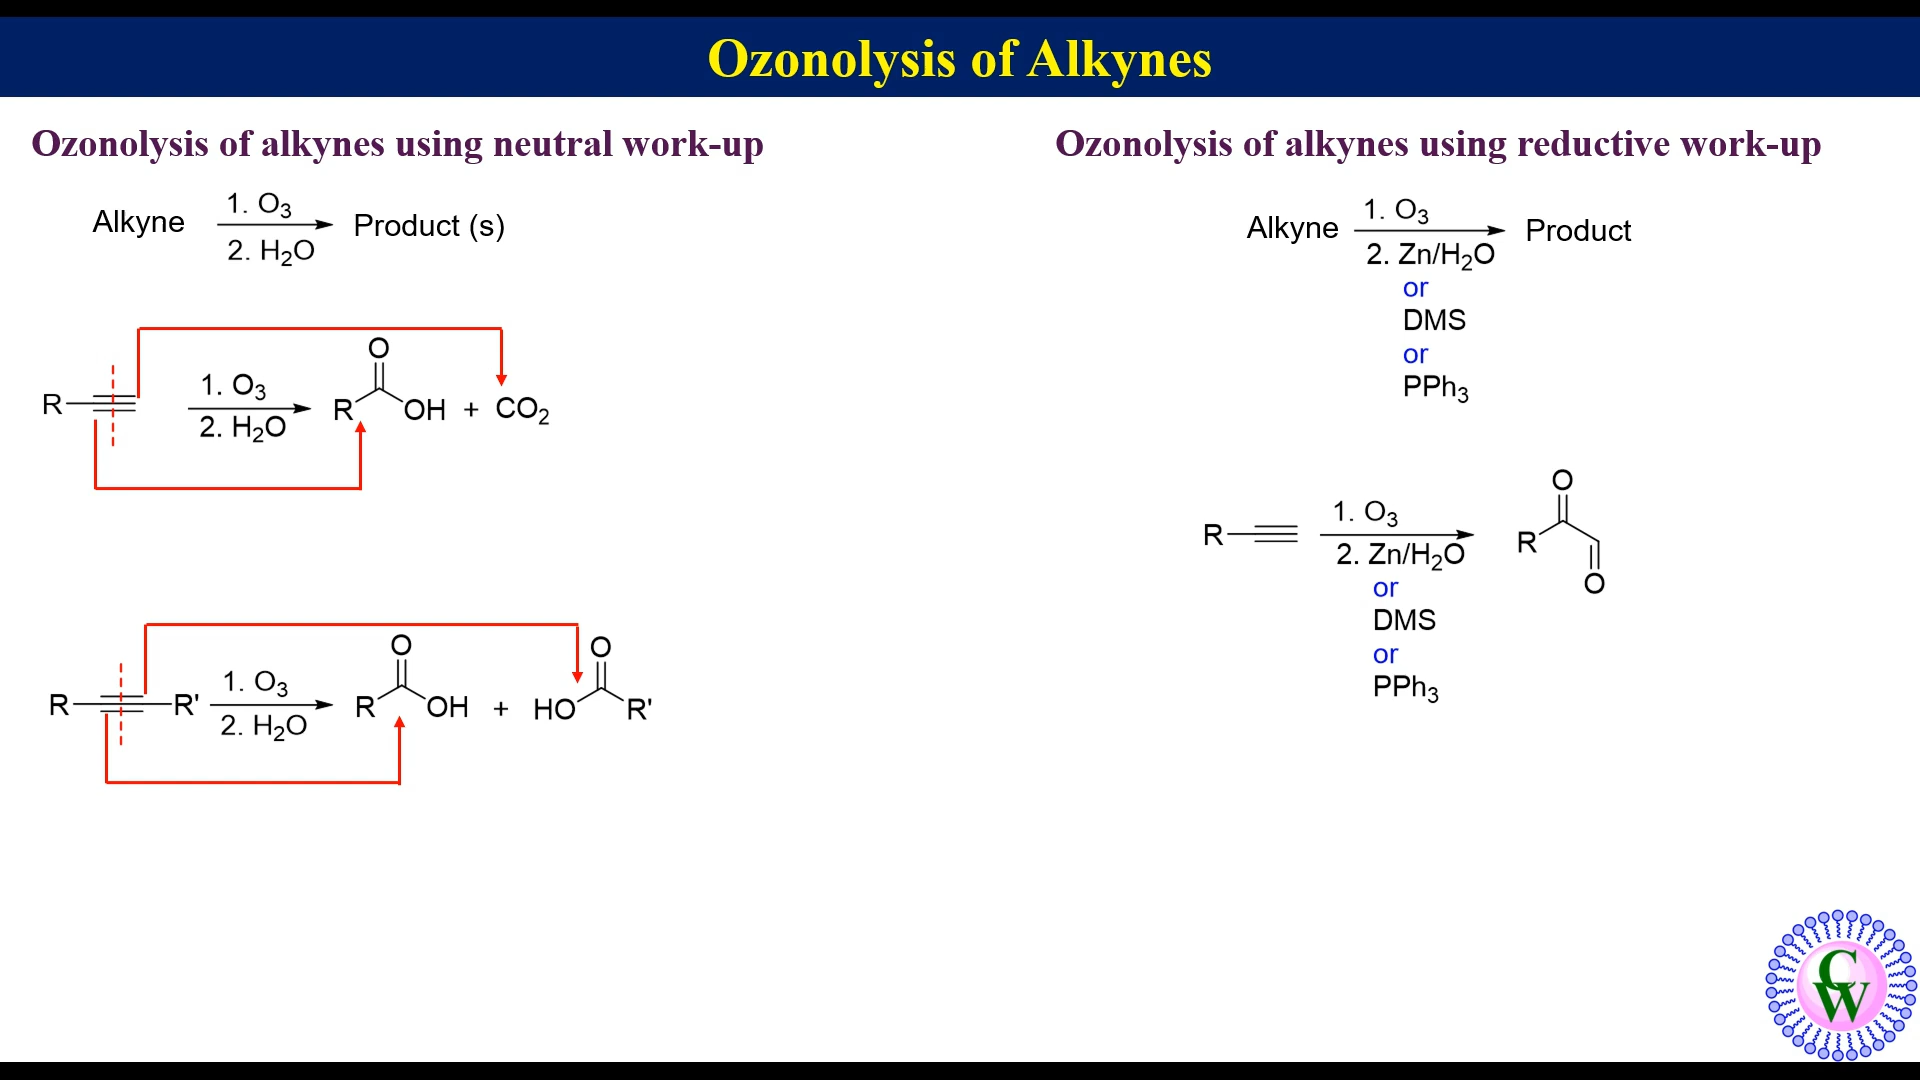 Ozonolysis of Alkynes
Ozonolysis of alkynes using neutral work-up
Alkyne
1. O3
2. H2O
Product (s)
R
1. O3
2. H2O
O
R
OH + CO2
R
R'
1. O3
2. H2O
O
R
OH
+
O
HO
R'
Ozonolysis of alkynes using reductive work-up
Alkyne
1. O3
2. Zn/H2O
or
DMS
or
PPh3
Product
R
1. O3
2. Zn/H2O
or
DMS
or
PPh3
O
R
O
CW